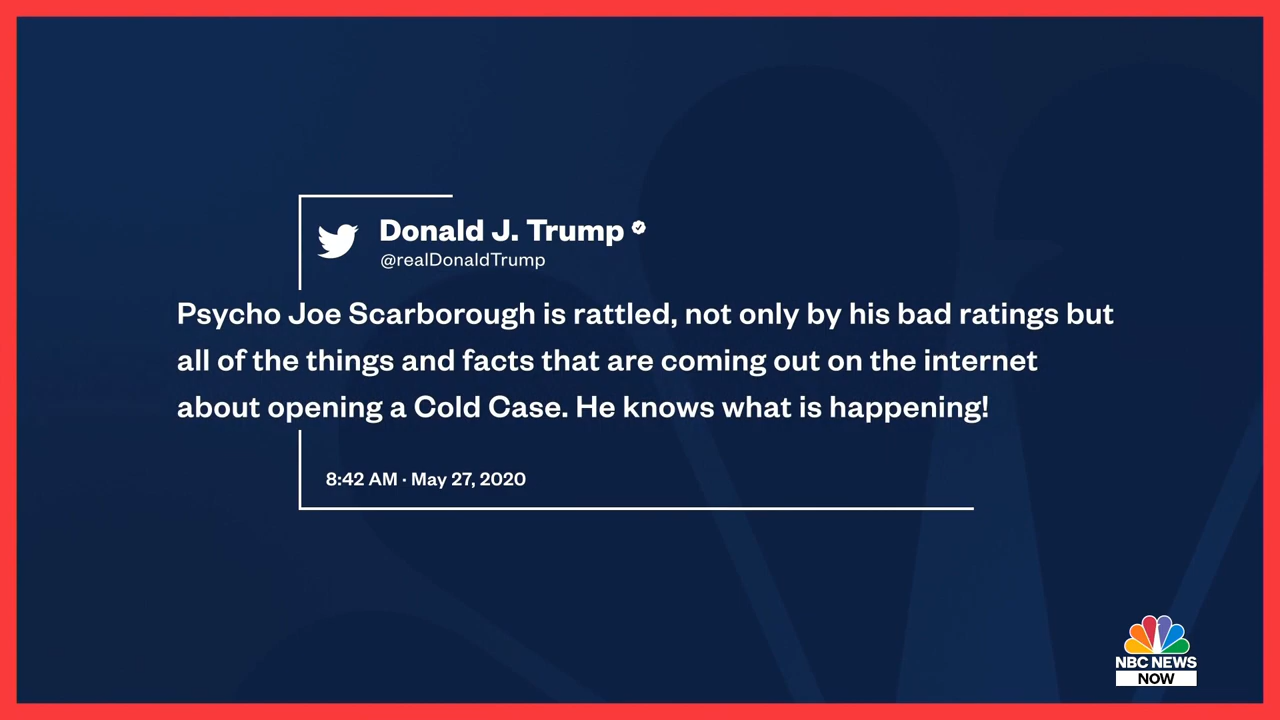 Donald J. Trump
@realDonaldTrump
Psycho Joe Scarborough is rattled, not only by his bad ratings but
all of the things and facts that are coming out on the internet
about opening a Cold Case. He knows what is happening!
8:42 AM · May 27, 2020
NBC NEWS
NOW